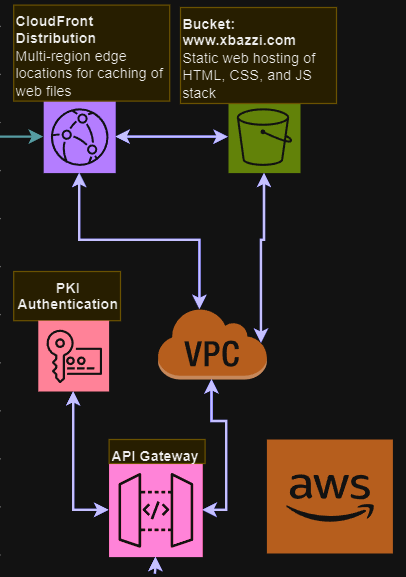 CloudFront
Distribution
Multi-region edge
locations for caching of
web files
Bucket:
www.xbazzi.com
Static web hosting of
HTML, CSS, and JS
stack
PKI
Authentication
VPC
API Gateway
</>
aws